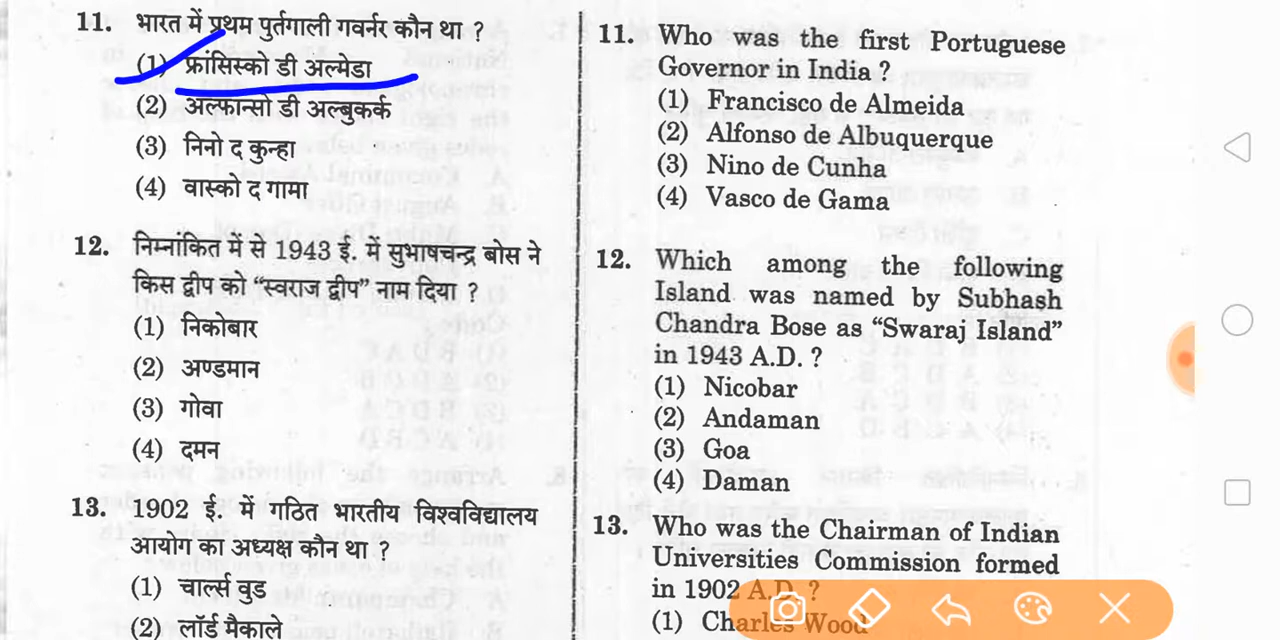 11. भारत में प्रथम पुर्तगाली गवर्नर कौन था ?
(1) फ्रांसिस्को डी अल्मेडा
(2) अल्फान्सो डी अल्बुकर्क
(3) निनो द कुन्हा
(4) वास्को द गामा
12. निम्नांकित में से 1943 ई. में सुभाषचन्द्र बोस ने
किस द्वीप को “स्वराज द्वीप” नाम दिया ?
(1) निकोबार
(2) अण्डमान
(3) गोवा
(4) दमन
13. 1902 ई. में गठित भारतीय विश्वविद्यालय
आयोग का अध्यक्ष कौन था ?
(1) चार्ल्स वुड
(2) लॉर्ड मैकाले
11. Who was the first Portuguese
Governor in India ?
(1) Francisco de Almeida
(2) Alfonso de Albuquerque
(3) Nino de Cunha
(4) Vasco de Gama
12. Which among the following
Island was named by Subhash
Chandra Bose as “Swaraj Island”
in 1943 A.D. ?
(1) Nicobar
(2) Andaman
(3) Goa
(4) Daman
13. Who was the Chairman of Indian
Universities Commission formed
in 1902 A.D. ?
(1) Charles Wood